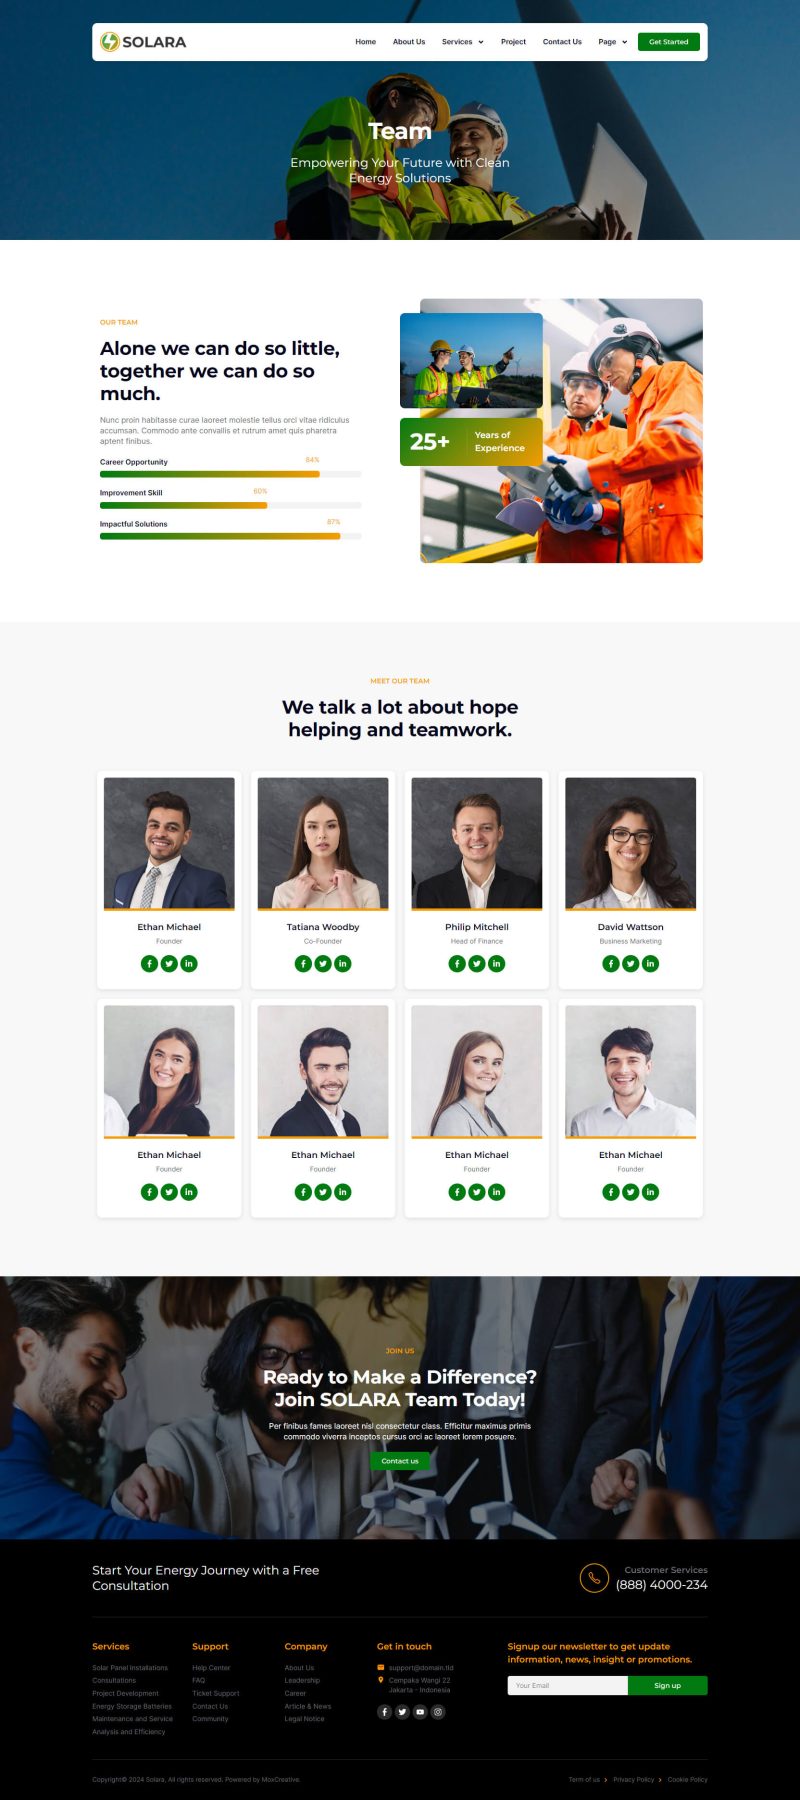 SOLARA
Home About Us Services Project Contact Us Page Get Started
Team
Empowering Your Future with Clean
Energy Solutions
OUR TEAM
Alone we can do so little,
together we can do so
much.
Nunc proin habitasse curae laoreet molestie tellus orci vitae ridiculus
accumsan. Commodo ante convallis et rutrum amet quis pharetra
aptent finibus.
Career Opportunity 84%
Improvement Skill 60%
Impactful Solutions 87%
25+
Years of
Experience
MEET OUR TEAM
We talk a lot about hope
helping and teamwork.
Ethan Michael
Founder
Tatiana Woodby
Co-Founder
Philip Mitchell
Head of Finance
David Wattson
Business Marketing
Ethan Michael
Founder
Ethan Michael
Founder
Ethan Michael
Founder
Ethan Michael
Founder
JOIN US
Ready to Make a Difference?
Join SOLARA Team Today!
Per finibus fames laoreet nisl consectetur class. Efficitur maximus primis
commodo viverra inceptos cursus orci ac laoreet lorem posuere.
Contact us
Start Your Energy Journey with a Free
Consultation
Customer Services
(888) 4000-234
Services
Solar Panel Installations
Consultations
Project Development
Energy Storage Batteries
Maintenance and Service
Analysis and Efficiency
Support
Help Center
FAQ
Ticket Support
Contact Us
Community
Company
About Us
Leadership
Career
Article & News
Legal Notice
Get in touch
support@domain.tld
Cempaka Wangi 22
Jakarta - Indonesia
Signup our newsletter to get update
information, news, insight or promotions.
Your Email
Sign up
Copyright© 2024 Solara, All rights reserved. Powered by MoxCreative.
Term of us Privacy Policy Cookie Policy